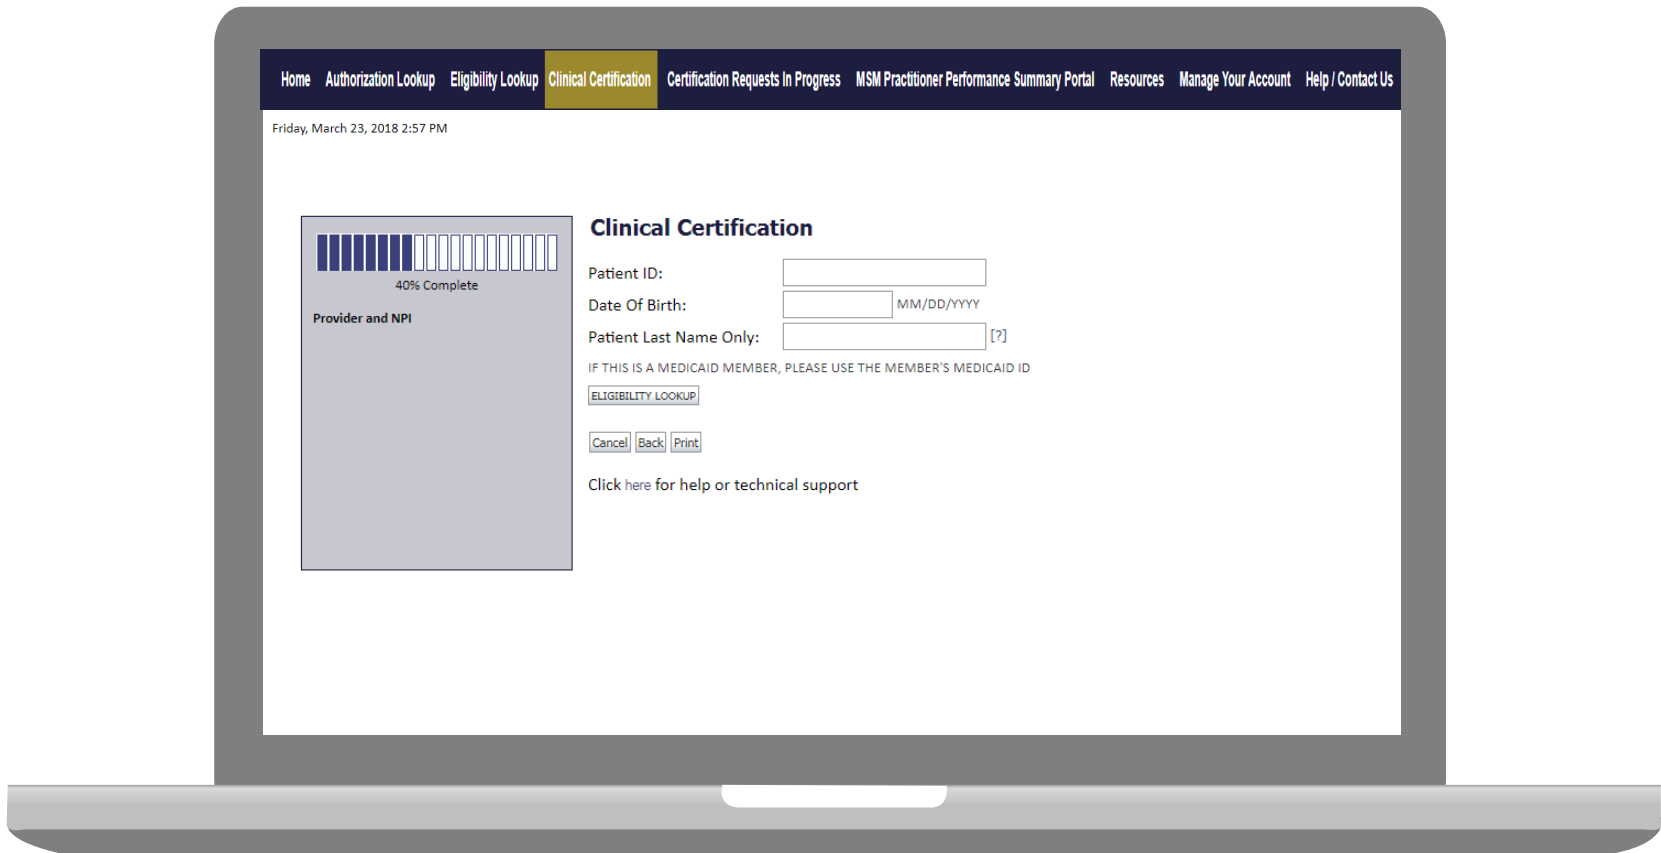 Home Authorization Lookup Eligibility Lookup Clinical Certification Certification Requests In Progress MSM Practitioner Performance Summary Portal Resources Manage Your Account Help / Contact Us
Friday, March 23, 2018 2:57 PM
40% Complete
Provider and NPI
Clinical Certification
Patient ID:
Date Of Birth: MM/DD/YYYY
Patient Last Name Only: [?]
IF THIS IS A MEDICAID MEMBER, PLEASE USE THE MEMBER'S MEDICAID ID
ELIGIBILITY LOOKUP
Cancel Back Print
Click here for help or technical support